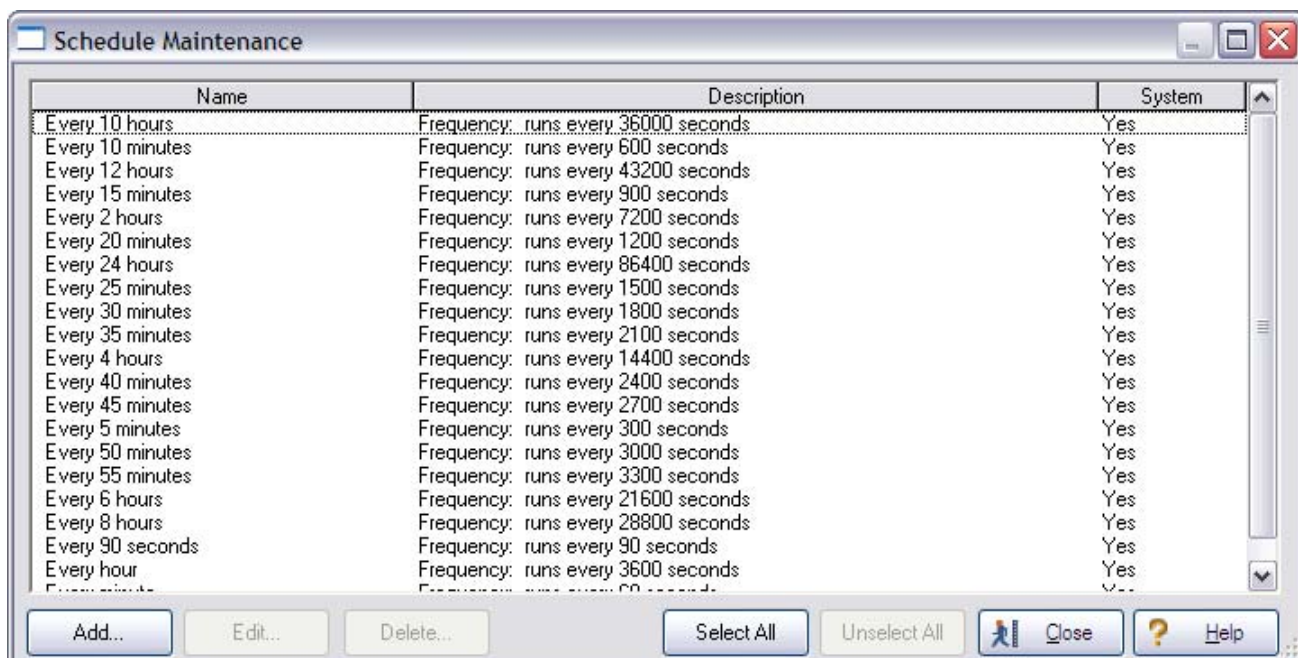 Schedule Maintenance
Name Description System
Every 10 hours Frequency: runs every 36000 seconds Yes
Every 10 minutes Frequency: runs every 600 seconds Yes
Every 12 hours Frequency: runs every 43200 seconds Yes
Every 15 minutes Frequency: runs every 900 seconds Yes
Every 2 hours Frequency: runs every 7200 seconds Yes
Every 20 minutes Frequency: runs every 1200 seconds Yes
Every 24 hours Frequency: runs every 86400 seconds Yes
Every 25 minutes Frequency: runs every 1500 seconds Yes
Every 30 minutes Frequency: runs every 1800 seconds Yes
Every 35 minutes Frequency: runs every 2100 seconds Yes
Every 4 hours Frequency: runs every 14400 seconds Yes
Every 40 minutes Frequency: runs every 2400 seconds Yes
Every 45 minutes Frequency: runs every 2700 seconds Yes
Every 5 minutes Frequency: runs every 300 seconds Yes
Every 50 minutes Frequency: runs every 3000 seconds Yes
Every 55 minutes Frequency: runs every 3300 seconds Yes
Every 6 hours Frequency: runs every 21600 seconds Yes
Every 8 hours Frequency: runs every 28800 seconds Yes
Every 90 seconds Frequency: runs every 90 seconds Yes
Every hour Frequency: runs every 3600 seconds Yes
Add... Edit... Delete... Select All Unselect All Close Help